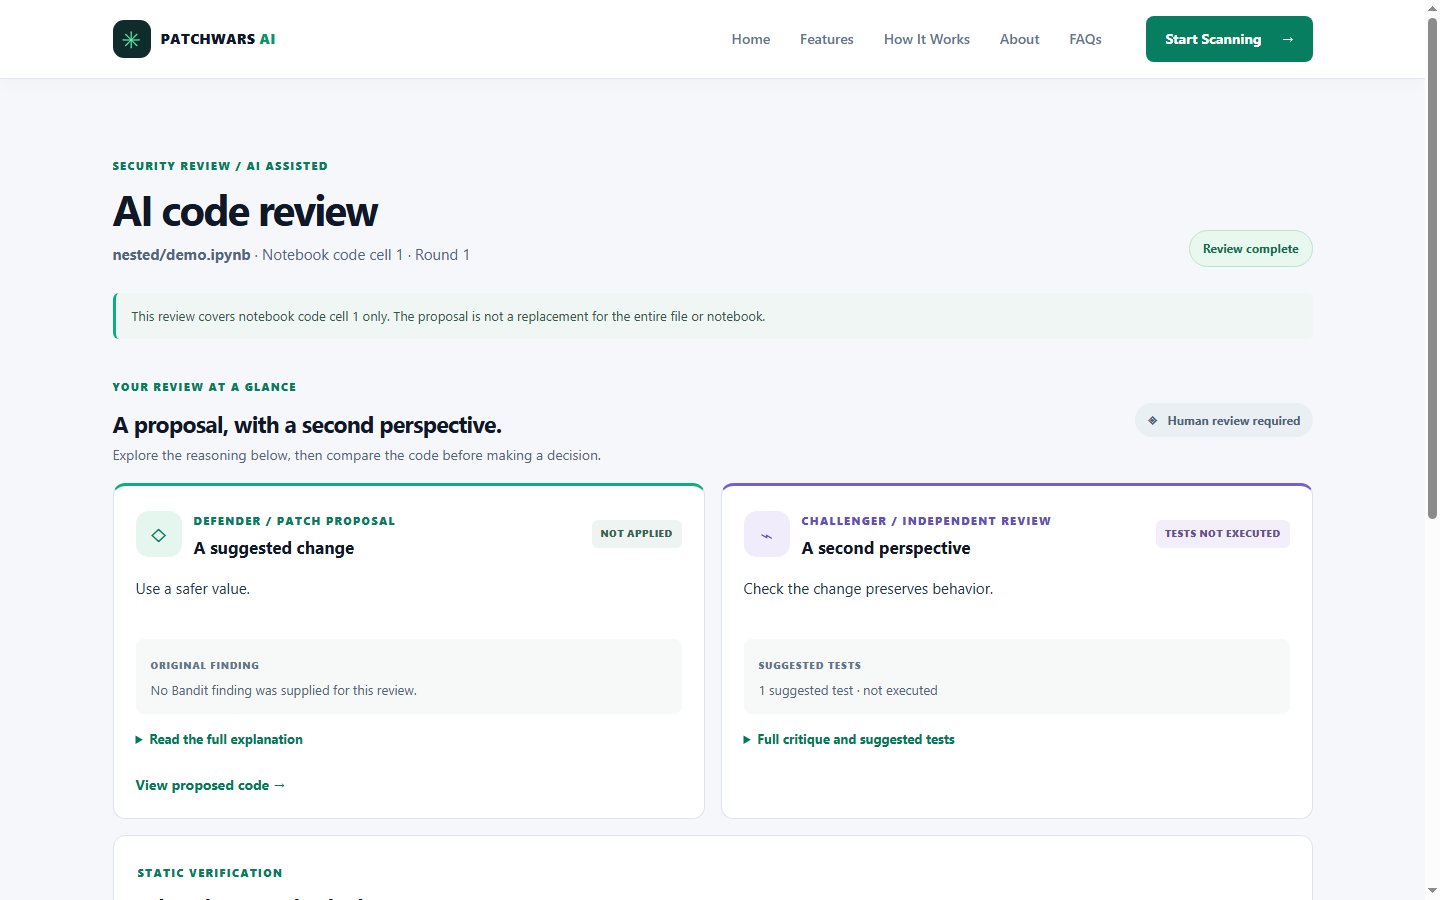 PATCHWARS AI
Home
Features
How It Works
About
FAQs
Start Scanning →
SECURITY REVIEW / AI ASSISTED
AI code review
nested/demo.ipynb · Notebook code cell 1 · Round 1
Review complete
This review covers notebook code cell 1 only. The proposal is not a replacement for the entire file or notebook.
YOUR REVIEW AT A GLANCE
A proposal, with a second perspective.
Human review required
Explore the reasoning below, then compare the code before making a decision.
DEFENDER / PATCH PROPOSAL
A suggested change
NOT APPLIED
Use a safer value.
ORIGINAL FINDING
No Bandit finding was supplied for this review.
Read the full explanation
View proposed code →
CHALLENGER / INDEPENDENT REVIEW
A second perspective
TESTS NOT EXECUTED
Check the change preserves behavior.
SUGGESTED TESTS
1 suggested test · not executed
Full critique and suggested tests
STATIC VERIFICATION